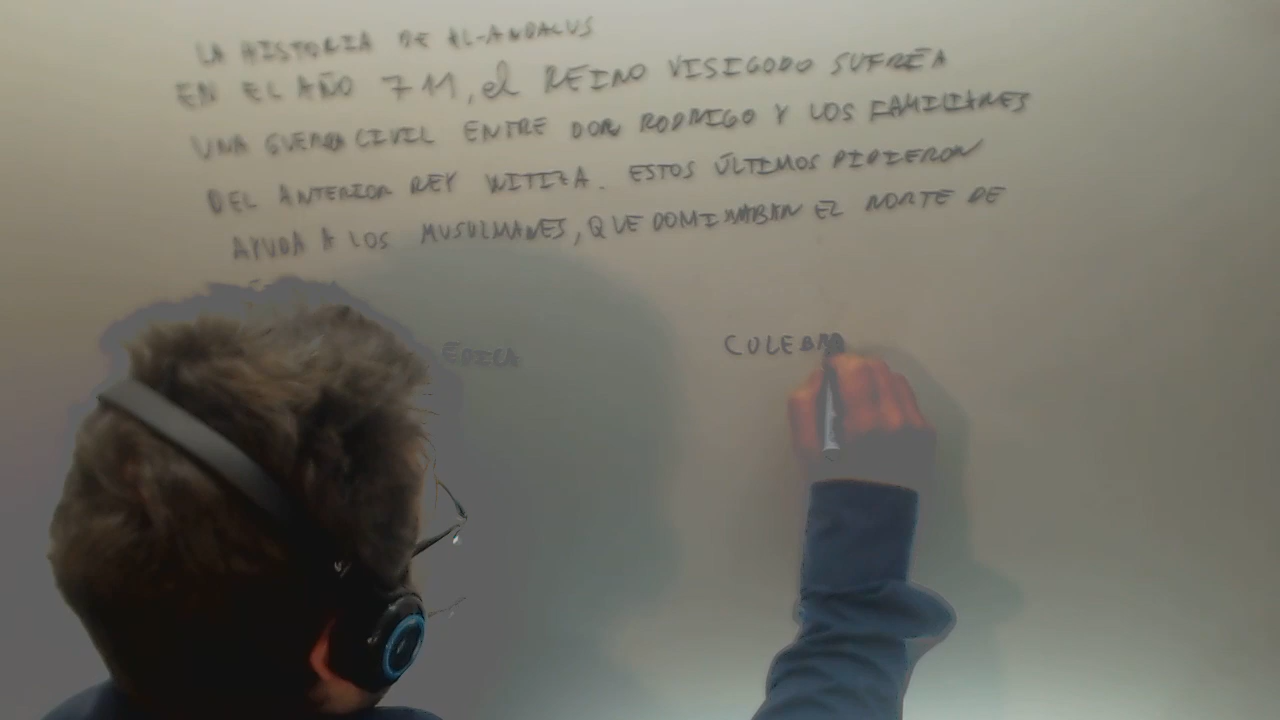 LA HISTORIA DE AL-ANDALUS
EN EL AÑO 711, el REINO VISIGODO SUFRÍA
UNA GUERRA CIVIL ENTRE DON RODRIGO Y LOS FAMILIARES
DEL ANTERIOR REY WITIZA. ESTOS ÚLTIMOS PIDIERON
AYUDA A LOS MUSULMANES, QUE DOMINABAN EL NORTE DE
CULEBR